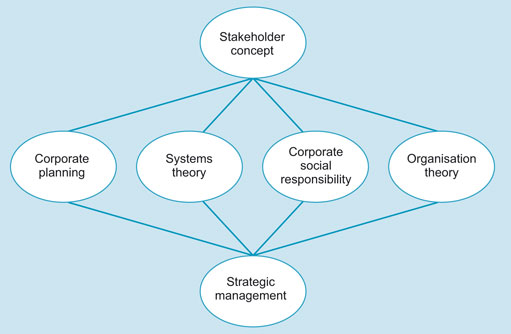 Stakeholder
concept
Corporate
planning
Systems
theory
Corporate
social
responsibility
Organisation
theory
Strategic
management